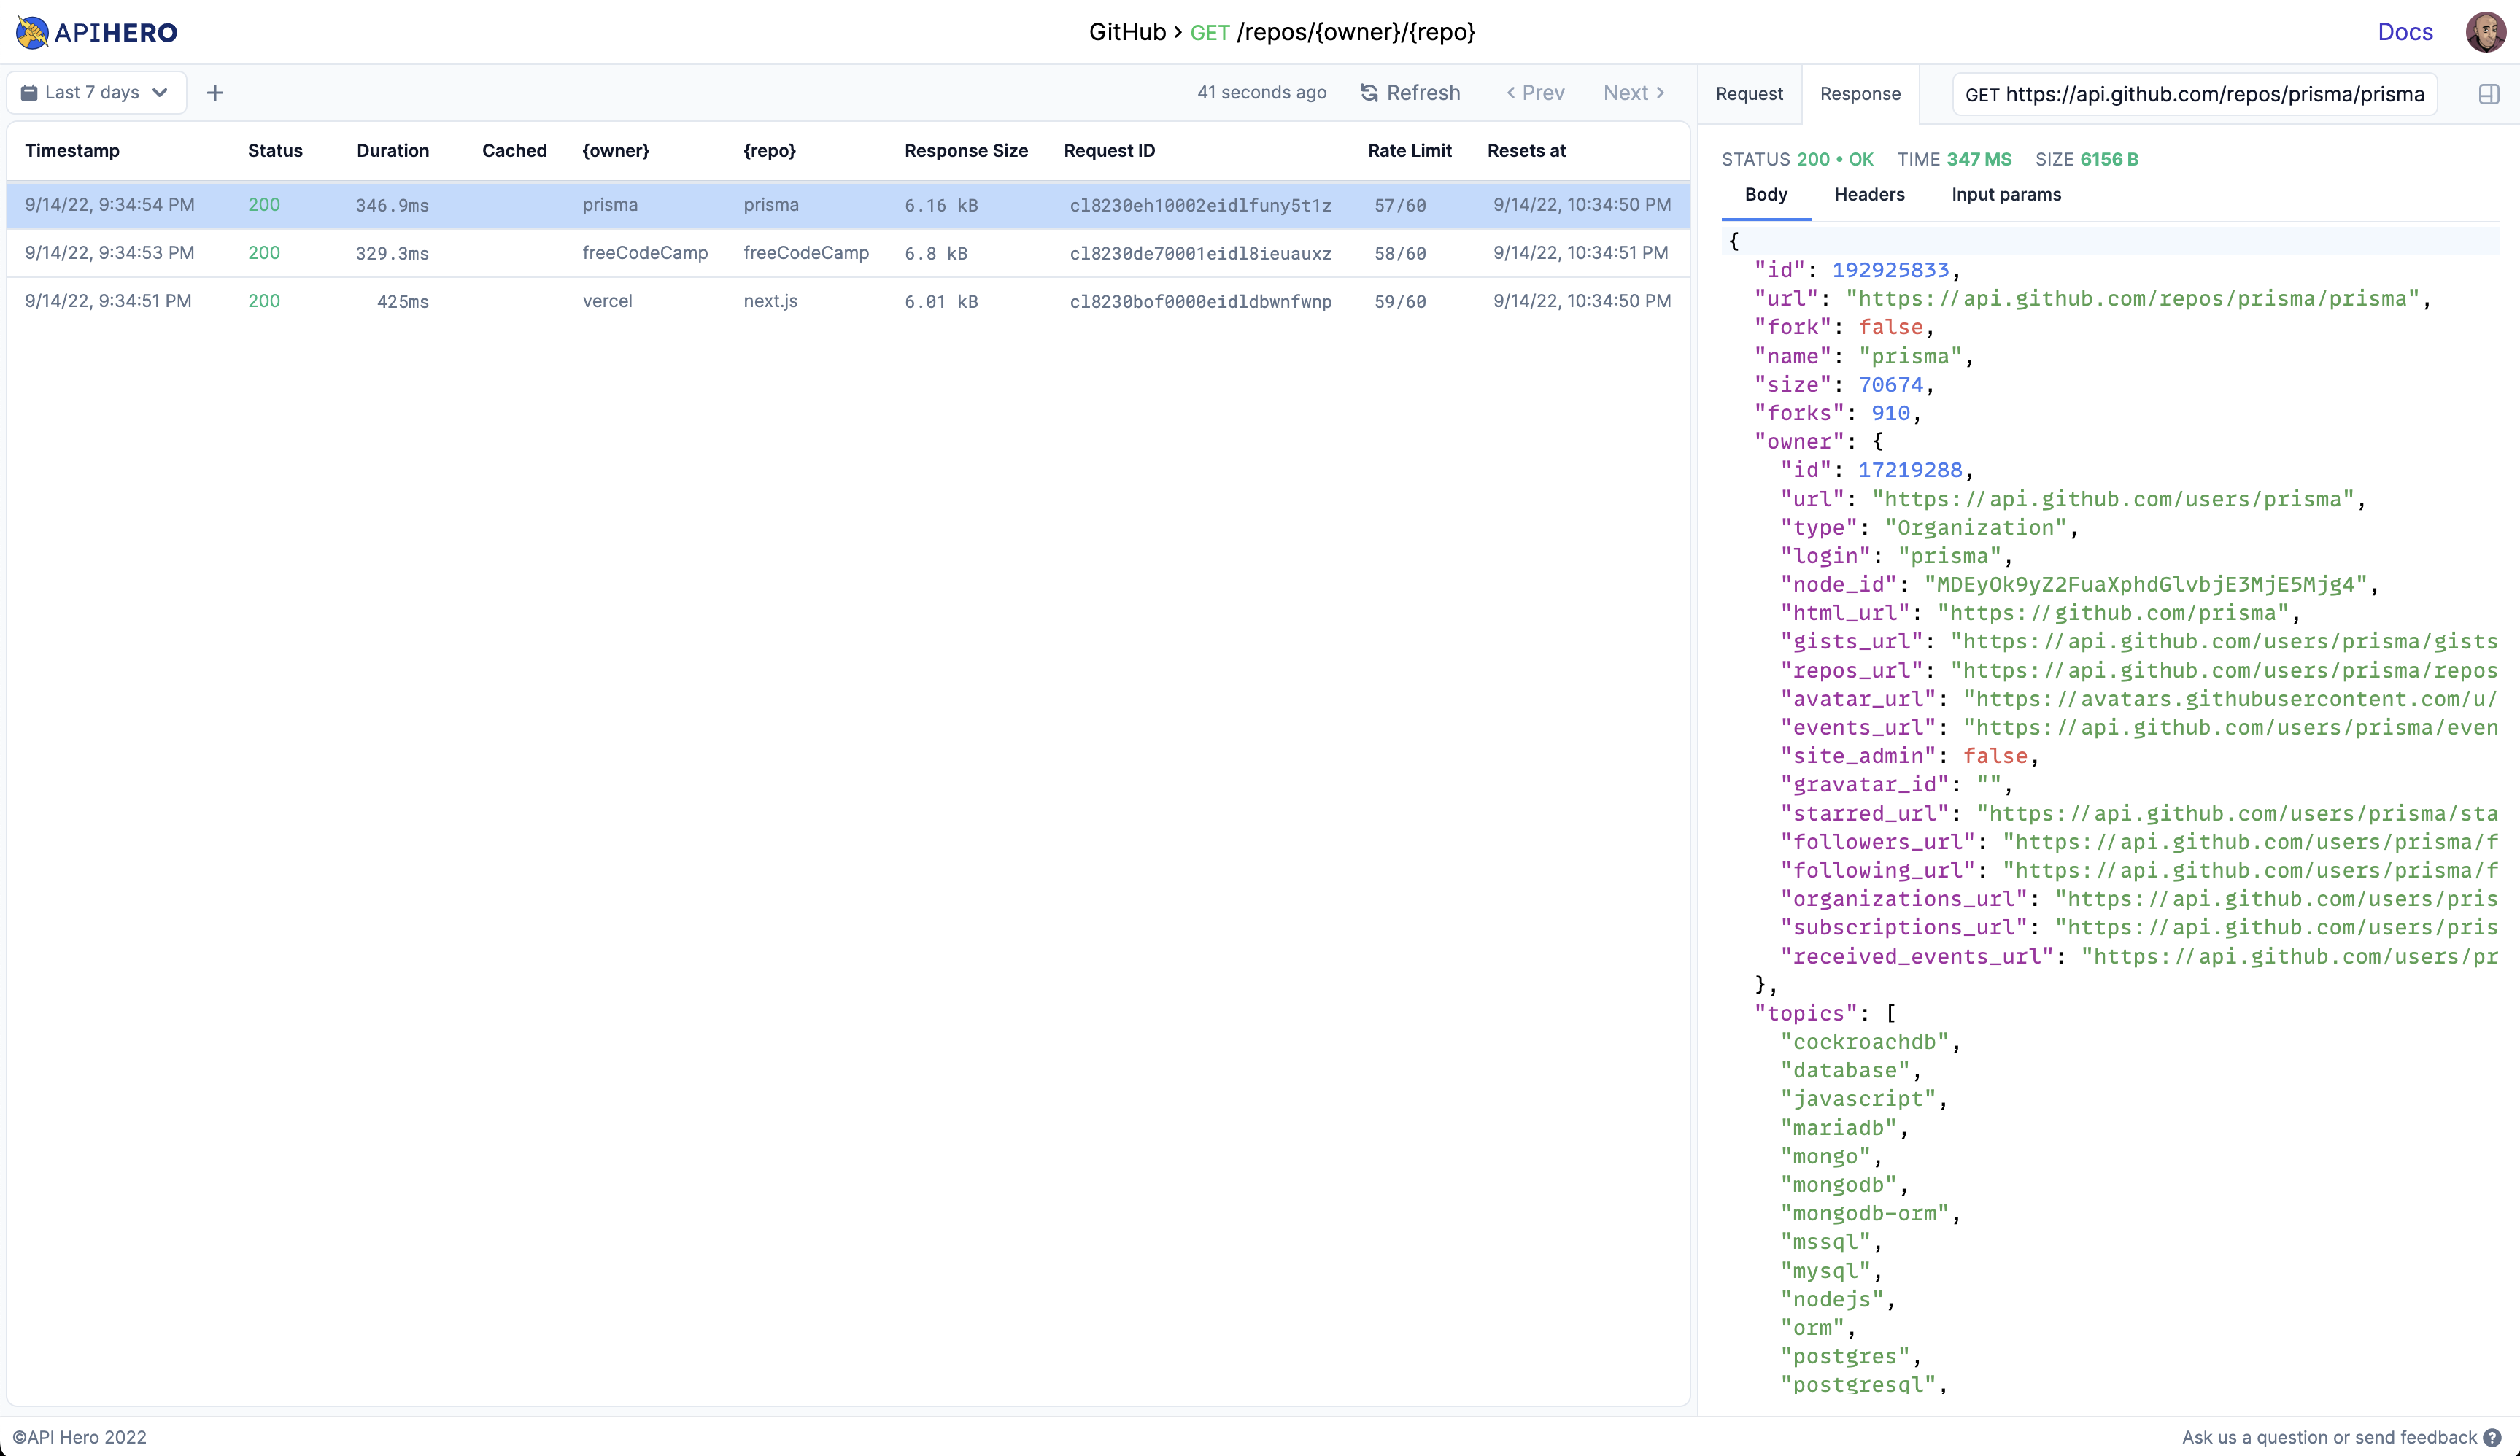 APIHERO
GitHub › GET /repos/{owner}/{repo}
Docs
Last 7 days
41 seconds ago Refresh Prev Next
Timestamp Status Duration Cached {owner} {repo} Response Size Request ID Rate Limit Resets at
9/14/22, 9:34:54 PM 200 346.9ms prisma prisma 6.16 kB cl8230eh10002eidlfuny5t1z 57/60 9/14/22, 10:34:50 PM
9/14/22, 9:34:53 PM 200 329.3ms freeCodeCamp freeCodeCamp 6.8 kB cl8230de70001eidl8ieuauxz 58/60 9/14/22, 10:34:51 PM
9/14/22, 9:34:51 PM 200 425ms vercel next.js 6.01 kB cl8230bof0000eidldbwnfwnp 59/60 9/14/22, 10:34:50 PM
Request Response GET https://api.github.com/repos/prisma/prisma
STATUS 200 • OK TIME 347 MS SIZE 6156 B
Body Headers Input params
{
"id": 192925833,
"url": "https://api.github.com/repos/prisma/prisma",
"fork": false,
"name": "prisma",
"size": 70674,
"forks": 910,
"owner": {
"id": 17219288,
"url": "https://api.github.com/users/prisma",
"type": "Organization",
"login": "prisma",
"node_id": "MDEyOk9yZ2FuaXphdGlvbjE3MjE5Mjg4",
"html_url": "https://github.com/prisma",
"gists_url": "https://api.github.com/users/prisma/gists
"repos_url": "https://api.github.com/users/prisma/repos
"avatar_url": "https://avatars.githubusercontent.com/u/
"events_url": "https://api.github.com/users/prisma/even
"site_admin": false,
"gravatar_id": "",
"starred_url": "https://api.github.com/users/prisma/sta
"followers_url": "https://api.github.com/users/prisma/f
"following_url": "https://api.github.com/users/prisma/f
"organizations_url": "https://api.github.com/users/pris
"subscriptions_url": "https://api.github.com/users/pris
"received_events_url": "https://api.github.com/users/pr
},
"topics": [
"cockroachdb",
"database",
"javascript",
"mariadb",
"mongo",
"mongodb",
"mongodb-orm",
"mssql",
"mysql",
"nodejs",
"orm",
"postgres",
"postgresql",
©API Hero 2022
Ask us a question or send feedback ?